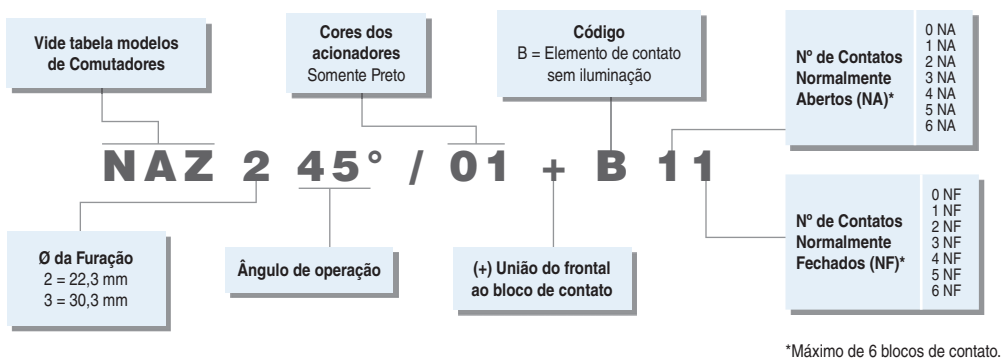 Vide tabela modelos
de Comutadores
Cores dos
acionadores
Somente Preto
Código
B = Elemento de contato
sem iluminação
Nº de Contatos
Normalmente
Abertos (NA)*
0 NA
1 NA
2 NA
3 NA
4 NA
5 NA
6 NA
NAZ 2 45° / 01 + B 11
Ø da Furação
2 = 22,3 mm
3 = 30,3 mm
Ângulo de operação
(+) União do frontal
ao bloco de contato
Nº de Contatos
Normalmente
Fechados (NF)*
0 NF
1 NF
2 NF
3 NF
4 NF
5 NF
6 NF
*Máximo de 6 blocos de contato.